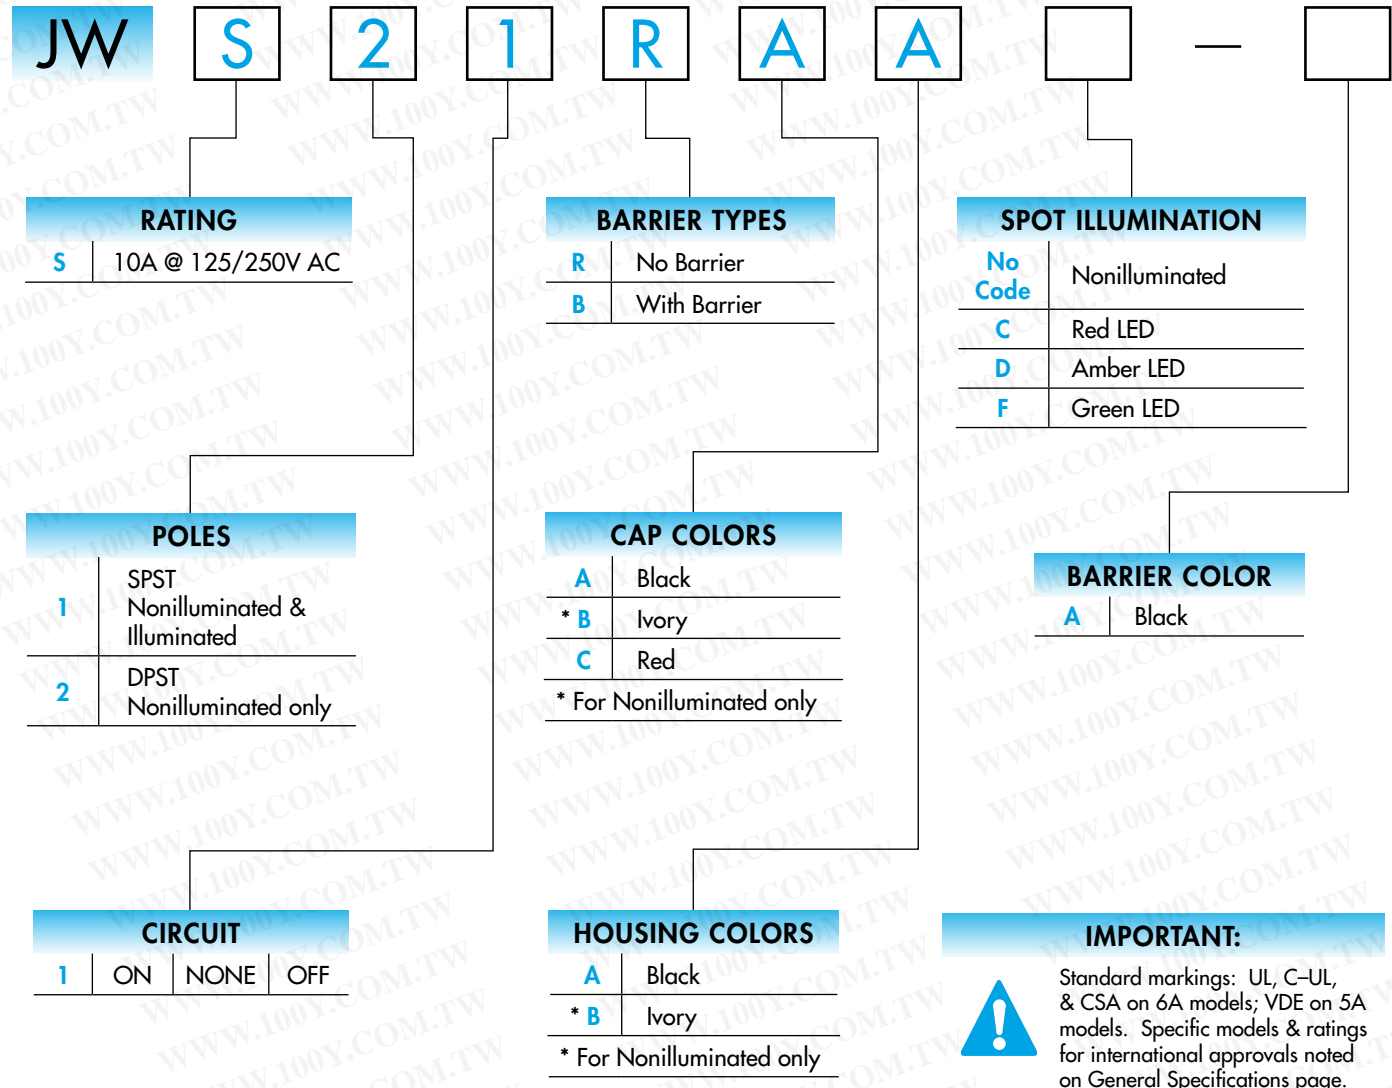 JW S 2 1 R A A —
RATING
S 10A @ 125/250V AC
BARRIER TYPES
R No Barrier
B With Barrier
SPOT ILLUMINATION
No Code Nonilluminated
C Red LED
D Amber LED
F Green LED
POLES
1 SPST
Nonilluminated &
Illuminated
2 DPST
Nonilluminated only
CAP COLORS
A Black
* B Ivory
C Red
* For Nonilluminated only
BARRIER COLOR
A Black
CIRCUIT
1 ON NONE OFF
HOUSING COLORS
A Black
* B Ivory
* For Nonilluminated only
IMPORTANT:
Standard markings: UL, C–UL,
& CSA on 6A models; VDE on 5A
models. Specific models & ratings
for international approvals noted
on General Specifications page.
WWW.100Y.COM.TW